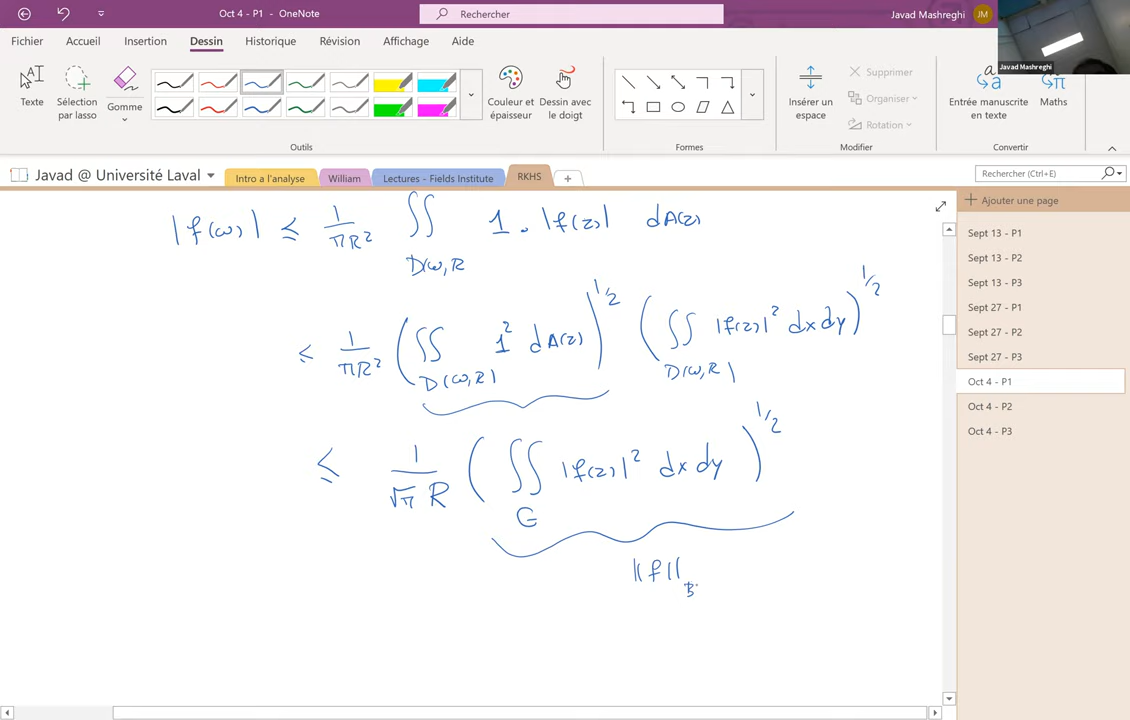 Oct 4 - P1 - OneNote
Rechercher
Javad Mashreghi
JM
Javad Mashreghi
Fichier
Accueil
Insertion
Dessin
Historique
Révision
Affichage
Aide
Texte
Sélection par lasso
Gomme
Couleur et épaisseur
Dessin avec le doigt
Insérer un espace
Supprimer
Organiser
Rotation
Entrée manuscrite en texte
Maths
Outils
Formes
Modifier
Convertir
Javad @ Université Laval
Intro a l'analyse
William
Lectures - Fields Institute
RKHS
Rechercher (Ctrl+E)
Ajouter une page
Sept 13 - P1
Sept 13 - P2
Sept 13 - P3
Sept 27 - P1
Sept 27 - P2
Sept 27 - P3
Oct 4 - P1
Oct 4 - P2
Oct 4 - P3
|f(w)| ≤ 1/πR² ∬_{D(w,R)} 1 . |f(z)| dA(z)
≤ 1/πR² (∬_{D(w,R)} 1² dA(z))^{1/2} (∬_{D(w,R)} |f(z)|² dx dy)^{1/2}
≤ 1/√π R (∬_G |f(z)|² dx dy)^{1/2}
‖f‖_B